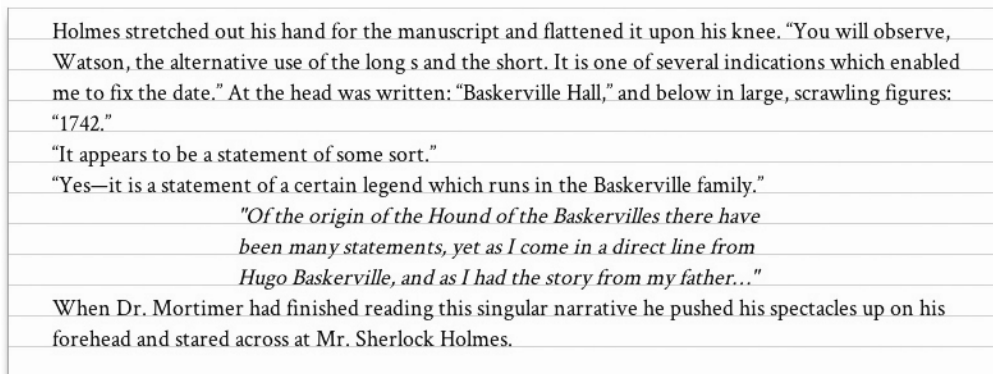 Holmes stretched out his hand for the manuscript and flattened it upon his knee. “You will observe,
Watson, the alternative use of the long s and the short. It is one of several indications which enabled
me to fix the date.” At the head was written: “Baskerville Hall,” and below in large, scrawling figures:
“1742.”
“It appears to be a statement of some sort.”
“Yes—it is a statement of a certain legend which runs in the Baskerville family.”
"Of the origin of the Hound of the Baskervilles there have
been many statements, yet as I come in a direct line from
Hugo Baskerville, and as I had the story from my father…"
When Dr. Mortimer had finished reading this singular narrative he pushed his spectacles up on his
forehead and stared across at Mr. Sherlock Holmes.